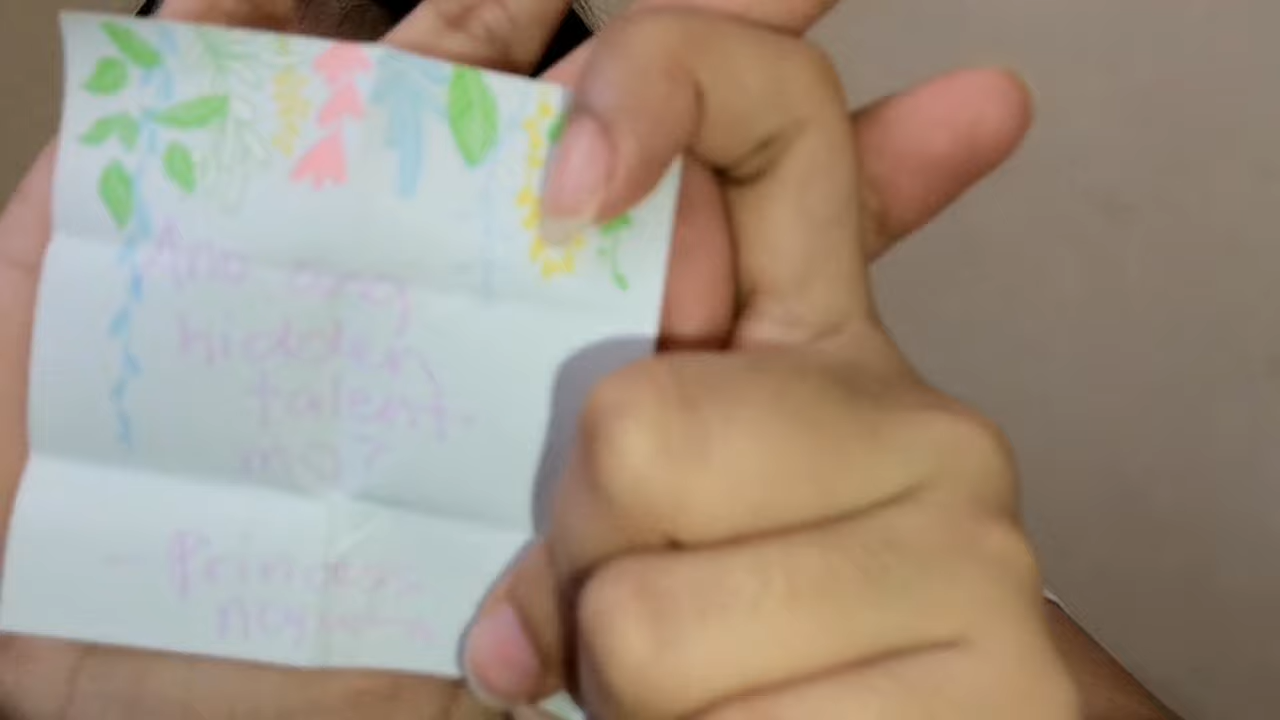 Ano ang
hidden
talent
mo?
- Princess